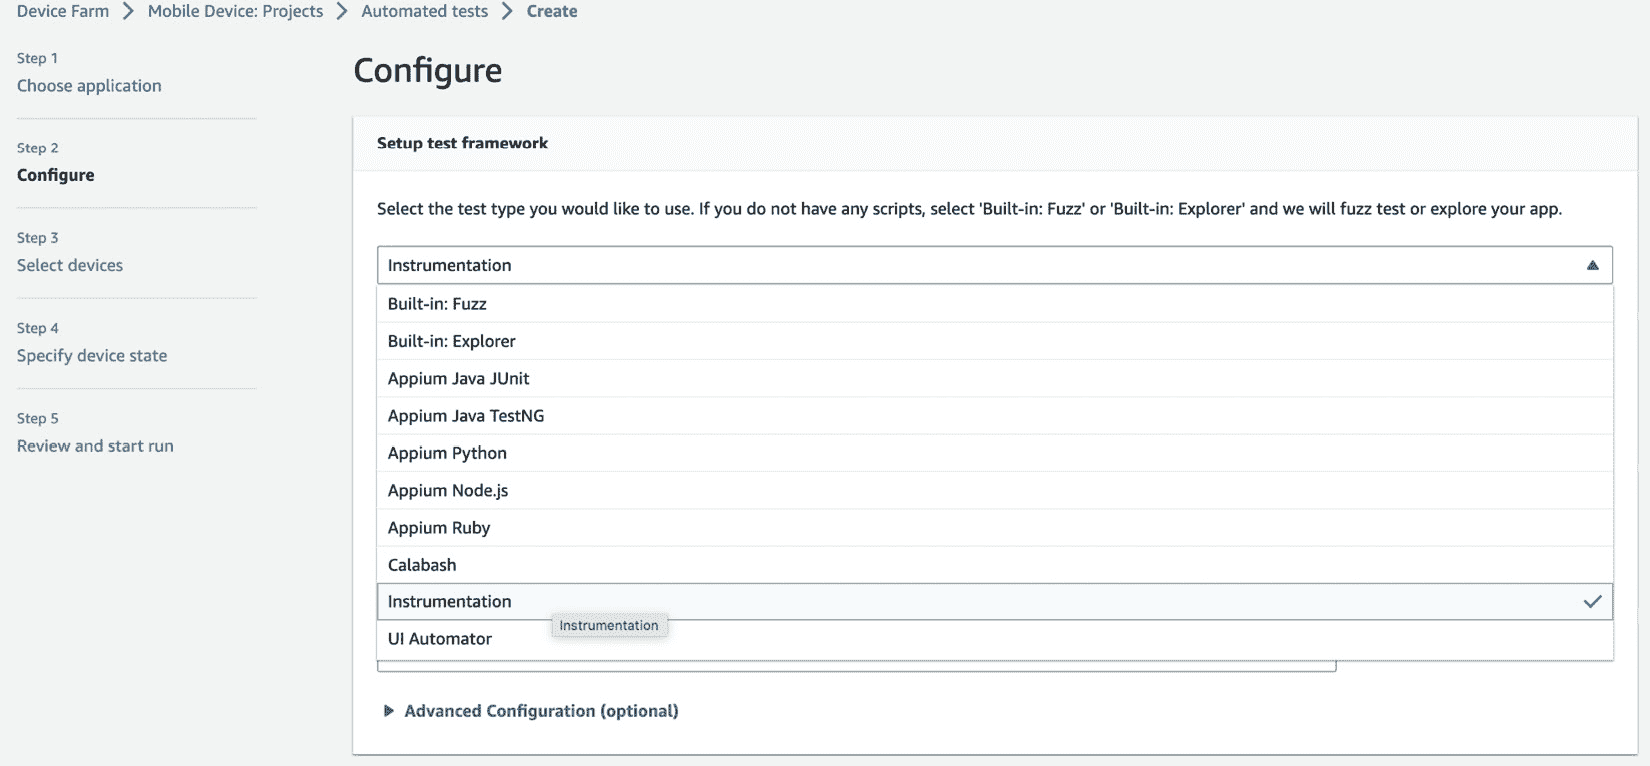 Device Farm > Mobile Device: Projects > Automated tests > Create
Step 1
Choose application
Step 2
Configure
Step 3
Select devices
Step 4
Specify device state
Step 5
Review and start run
Configure
Setup test framework
Select the test type you would like to use. If you do not have any scripts, select 'Built-in: Fuzz' or 'Built-in: Explorer' and we will fuzz test or explore your app.
Instrumentation
Built-in: Fuzz
Built-in: Explorer
Appium Java JUnit
Appium Java TestNG
Appium Python
Appium Node.js
Appium Ruby
Calabash
Instrumentation
Instrumentation
UI Automator
Advanced Configuration (optional)